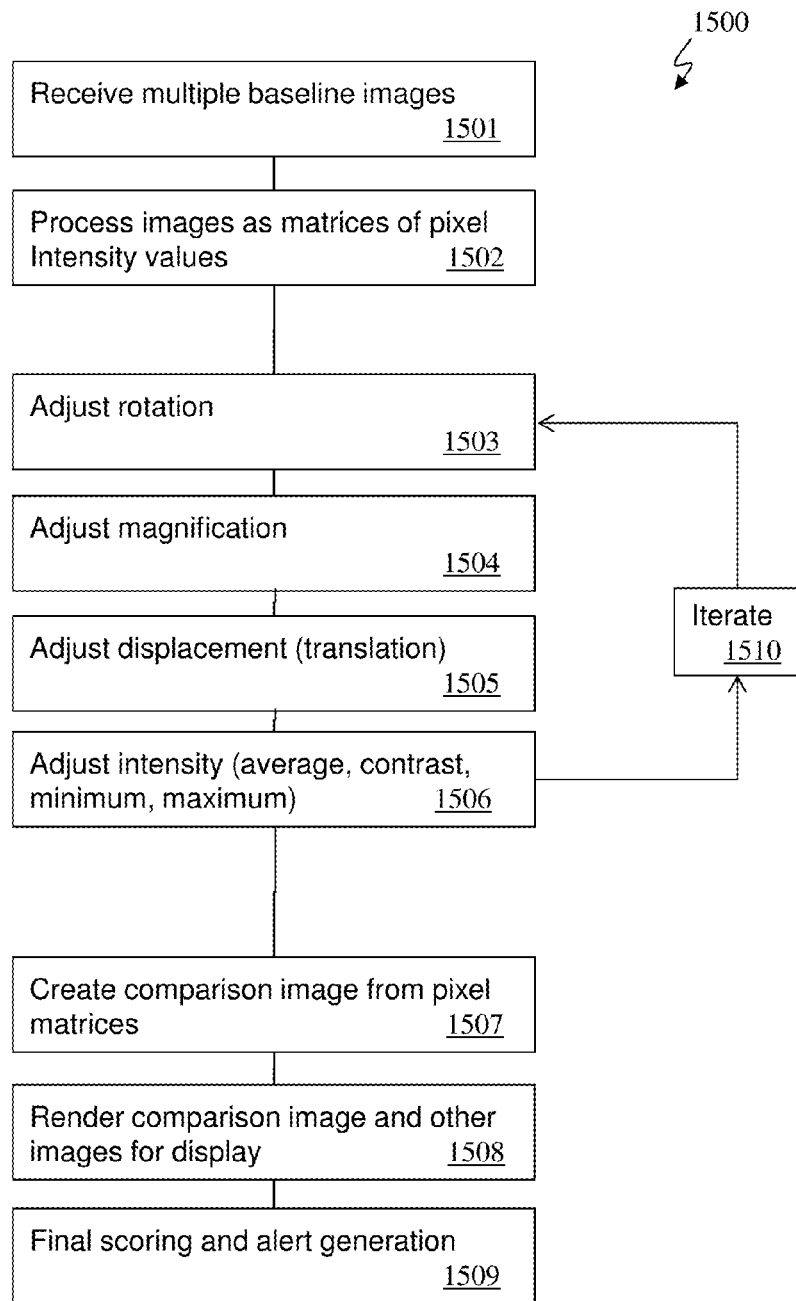 1500
Receive multiple baseline images
1501
Process images as matrices of pixel
Intensity values
1502
Adjust rotation
1503
Adjust magnification
1504
Adjust displacement (translation)
1505
Iterate
1510
Adjust intensity (average, contrast,
minimum, maximum)
1506
Create comparison image from pixel
matrices
1507
Render comparison image and other
images for display
1508
Final scoring and alert generation
1509